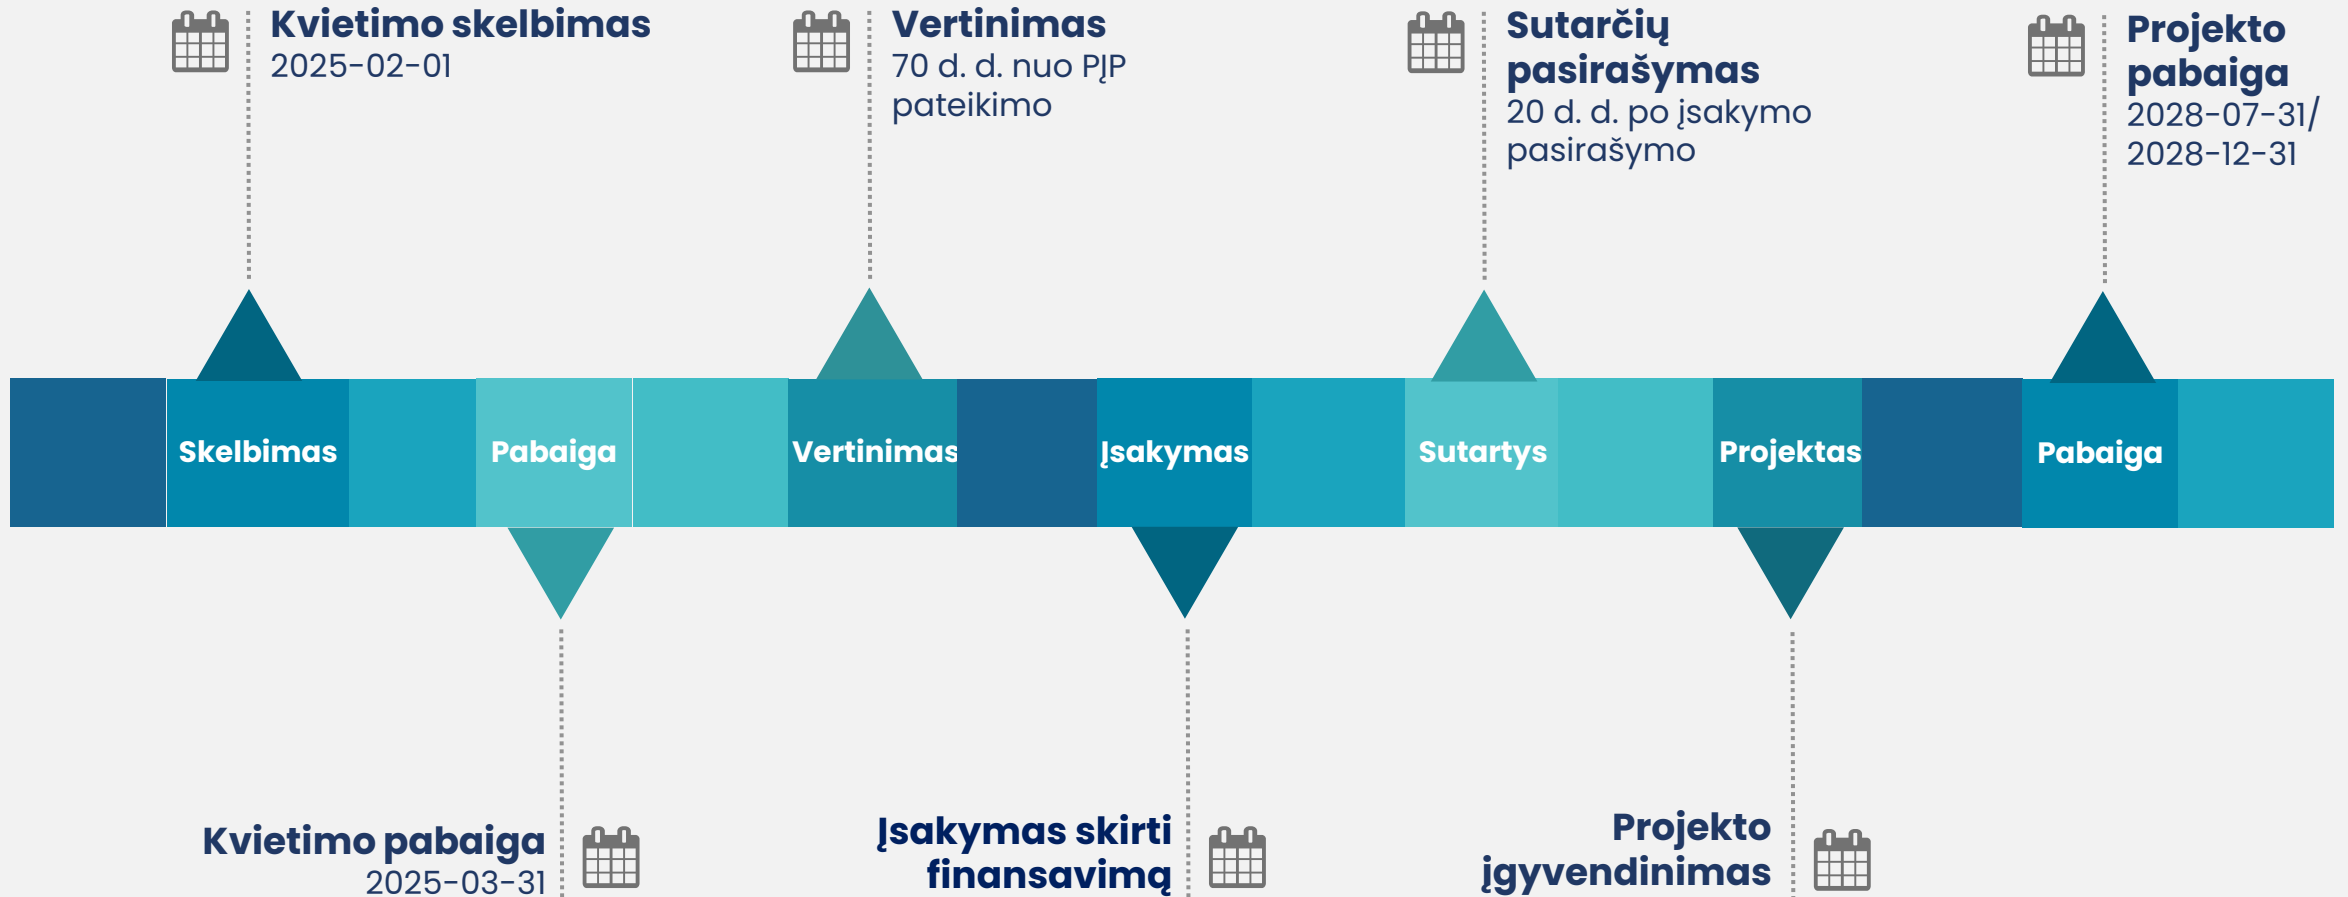 Kvietimo skelbimas
2025-02-01
Vertinimas
70 d. d. nuo PĮP
pateikimo
Sutarčių
pasirašymas
20 d. d. po įsakymo
pasirašymo
Projekto
pabaiga
2028-07-31/
2028-12-31
Skelbimas
Pabaiga
Vertinimas
Įsakymas
Sutartys
Projektas
Pabaiga
Kvietimo pabaiga
2025-03-31
Įsakymas skirti
finansavimą
Projekto
įgyvendinimas